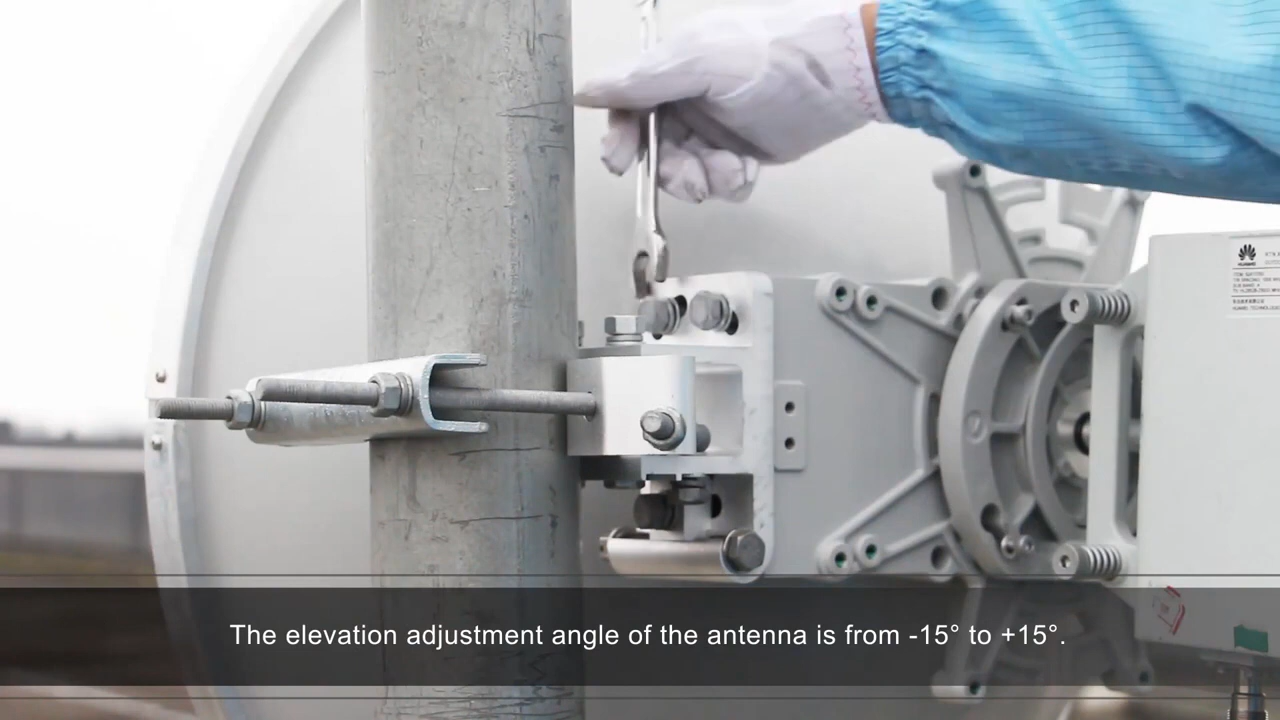 HUAWEI
The elevation adjustment angle of the antenna is from -15° to +15°.